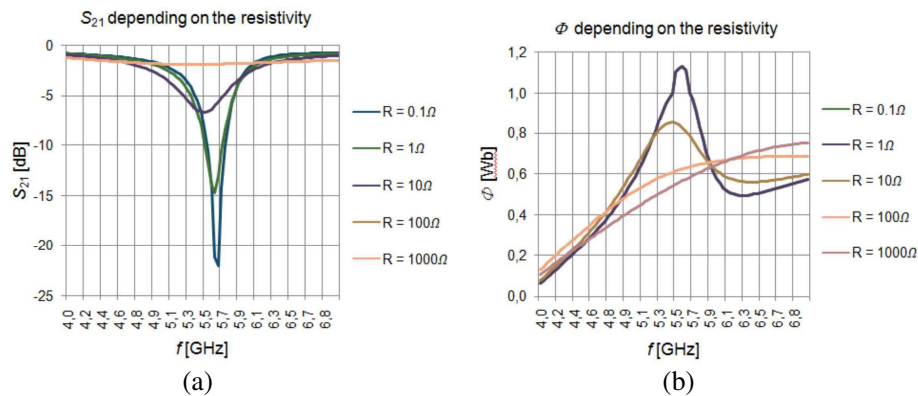 S21 depending on the resistivity
0
-5
-10
-15
-20
-25
S21 [dB]
4,0 4,2 4,4 4,6 4,8 4,9 5,1 5,3 5,5 5,7 5,9 6,1 6,3 6,5 6,6 6,8
f [GHz]
R = 0.1Ω
R = 1Ω
R = 10Ω
R = 100Ω
R = 1000Ω
(a)
Φ depending on the resistivity
1,2
1,0
0,8
0,6
0,4
0,2
0,0
Φ [Wb]
4,0 4,2 4,4 4,6 4,8 4,9 5,1 5,3 5,5 5,7 5,9 6,1 6,3 6,5 6,6 6,8
f [GHz]
R = 0.1Ω
R = 1Ω
R = 10Ω
R = 100Ω
R = 1000Ω
(b)